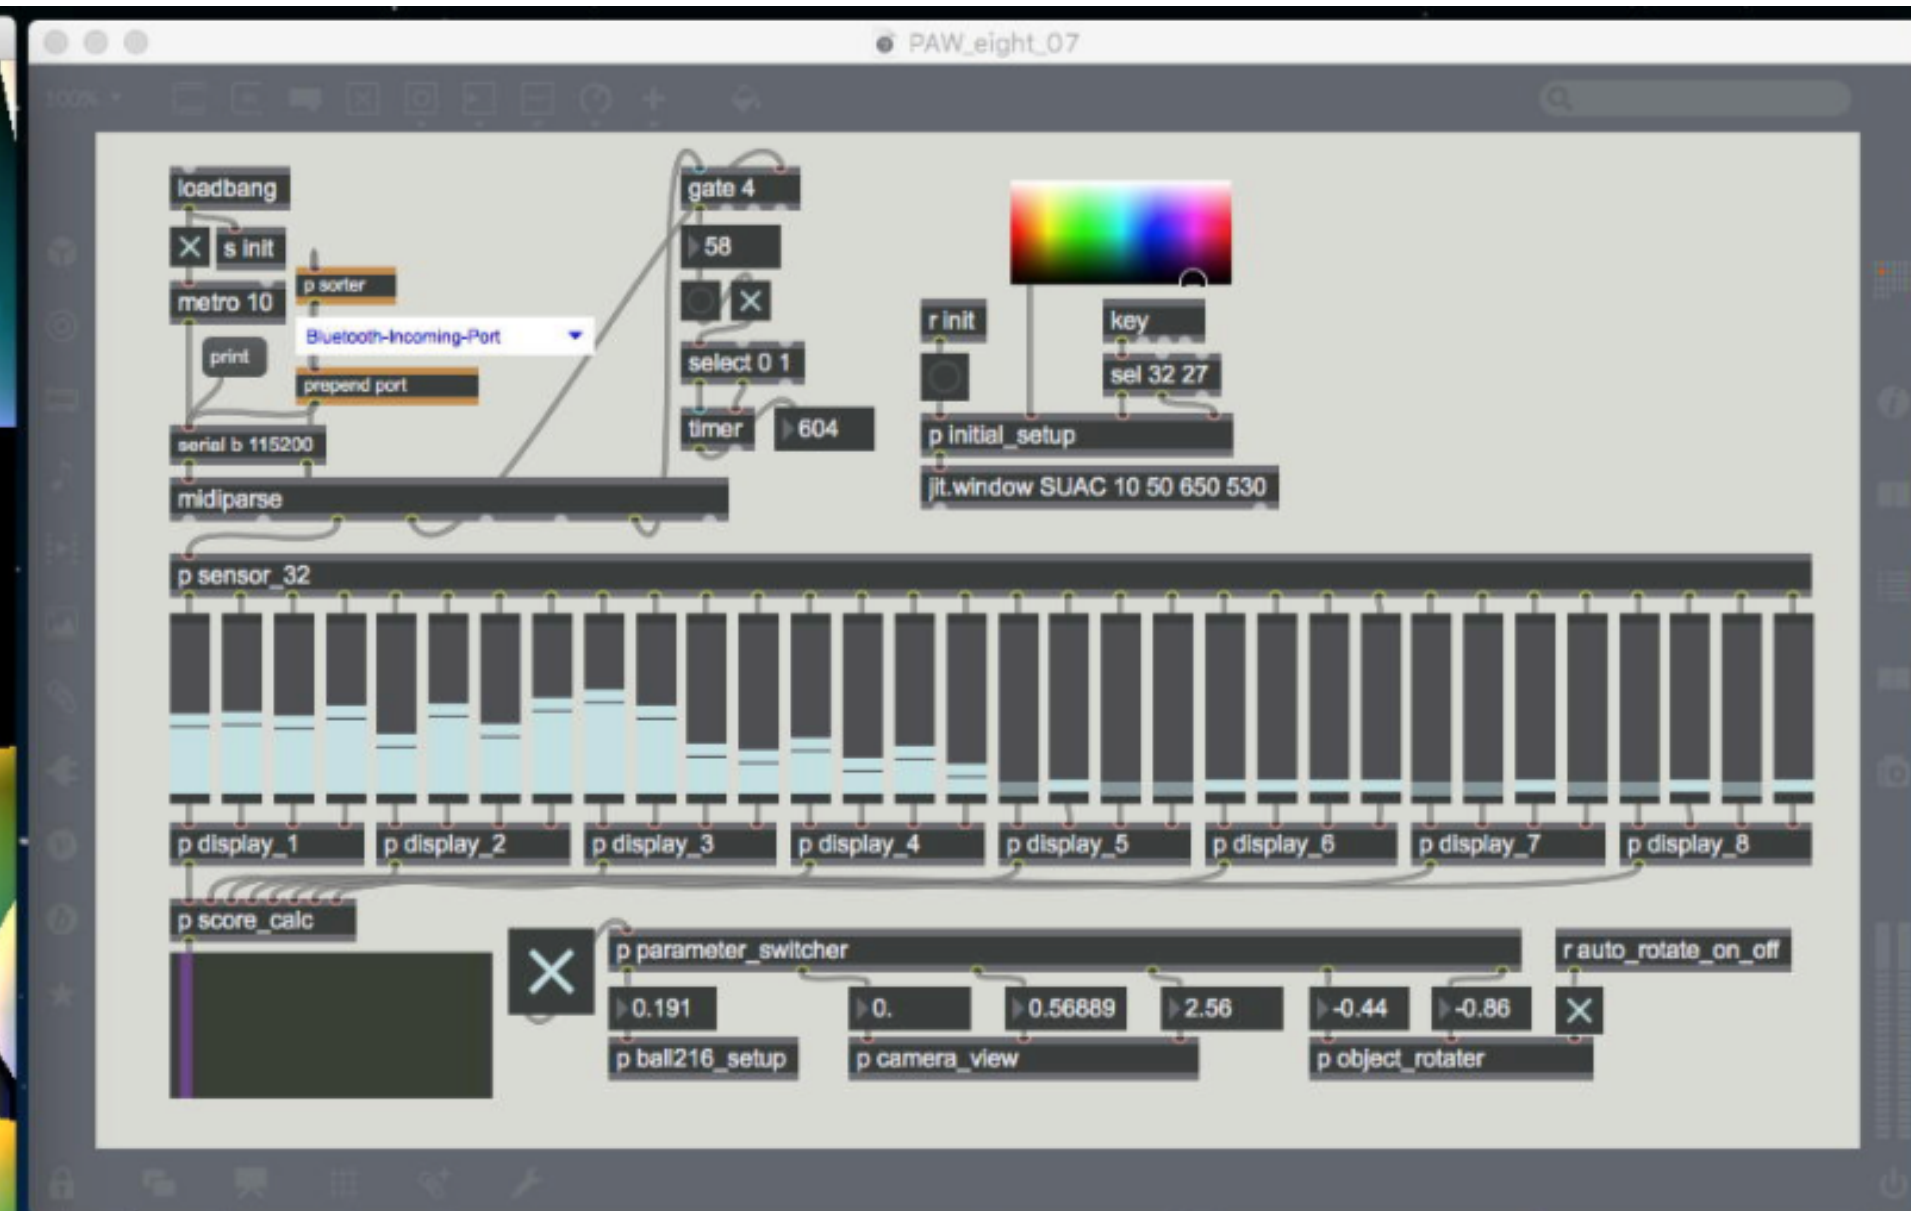 PAW_eight_07
100%
loadbang
gate 4
s init
58
p sorter
metro 10
r init
key
Bluetooth-Incoming-Port
print
select 0 1
sel 32 27
prepend port
timer
604
p initial_setup
serial b 115200
midiparse
jit.window SUAC 10 50 650 530
p sensor_32
p display_1
p display_2
p display_3
p display_4
p display_5
p display_6
p display_7
p display_8
p score_calc
p parameter_switcher
r auto_rotate_on_off
0.191
0.
0.56889
2.56
-0.44
-0.86
p ball216_setup
p camera_view
p object_rotater